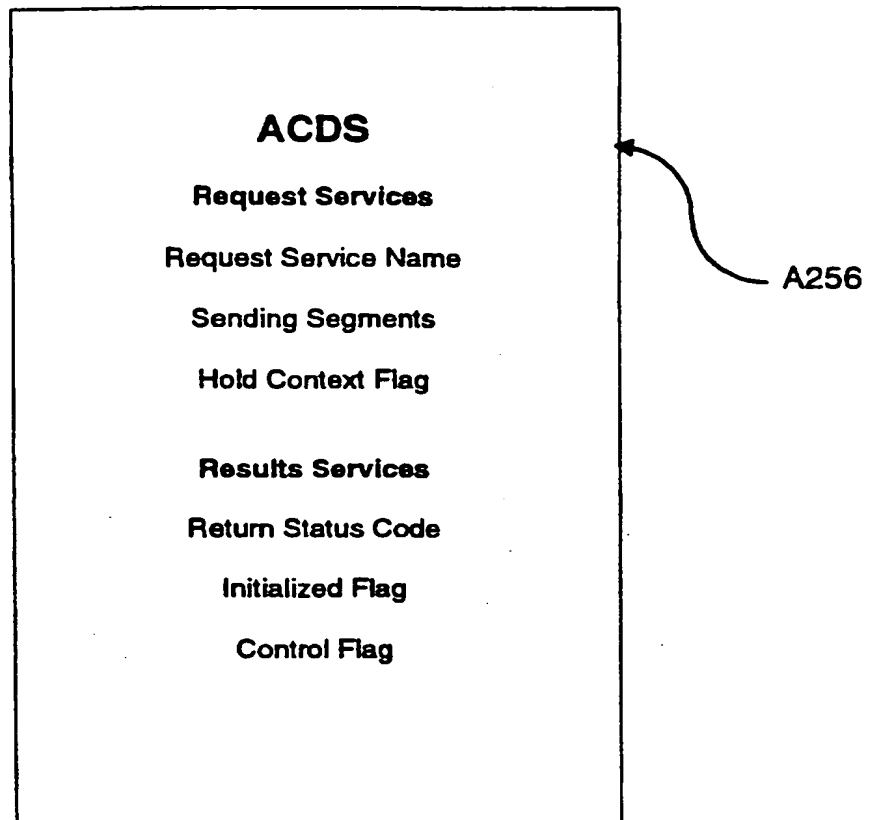 ACDS
Request Services
Request Service Name
Sending Segments
Hold Context Flag
Results Services
Return Status Code
Initialized Flag
Control Flag
A256